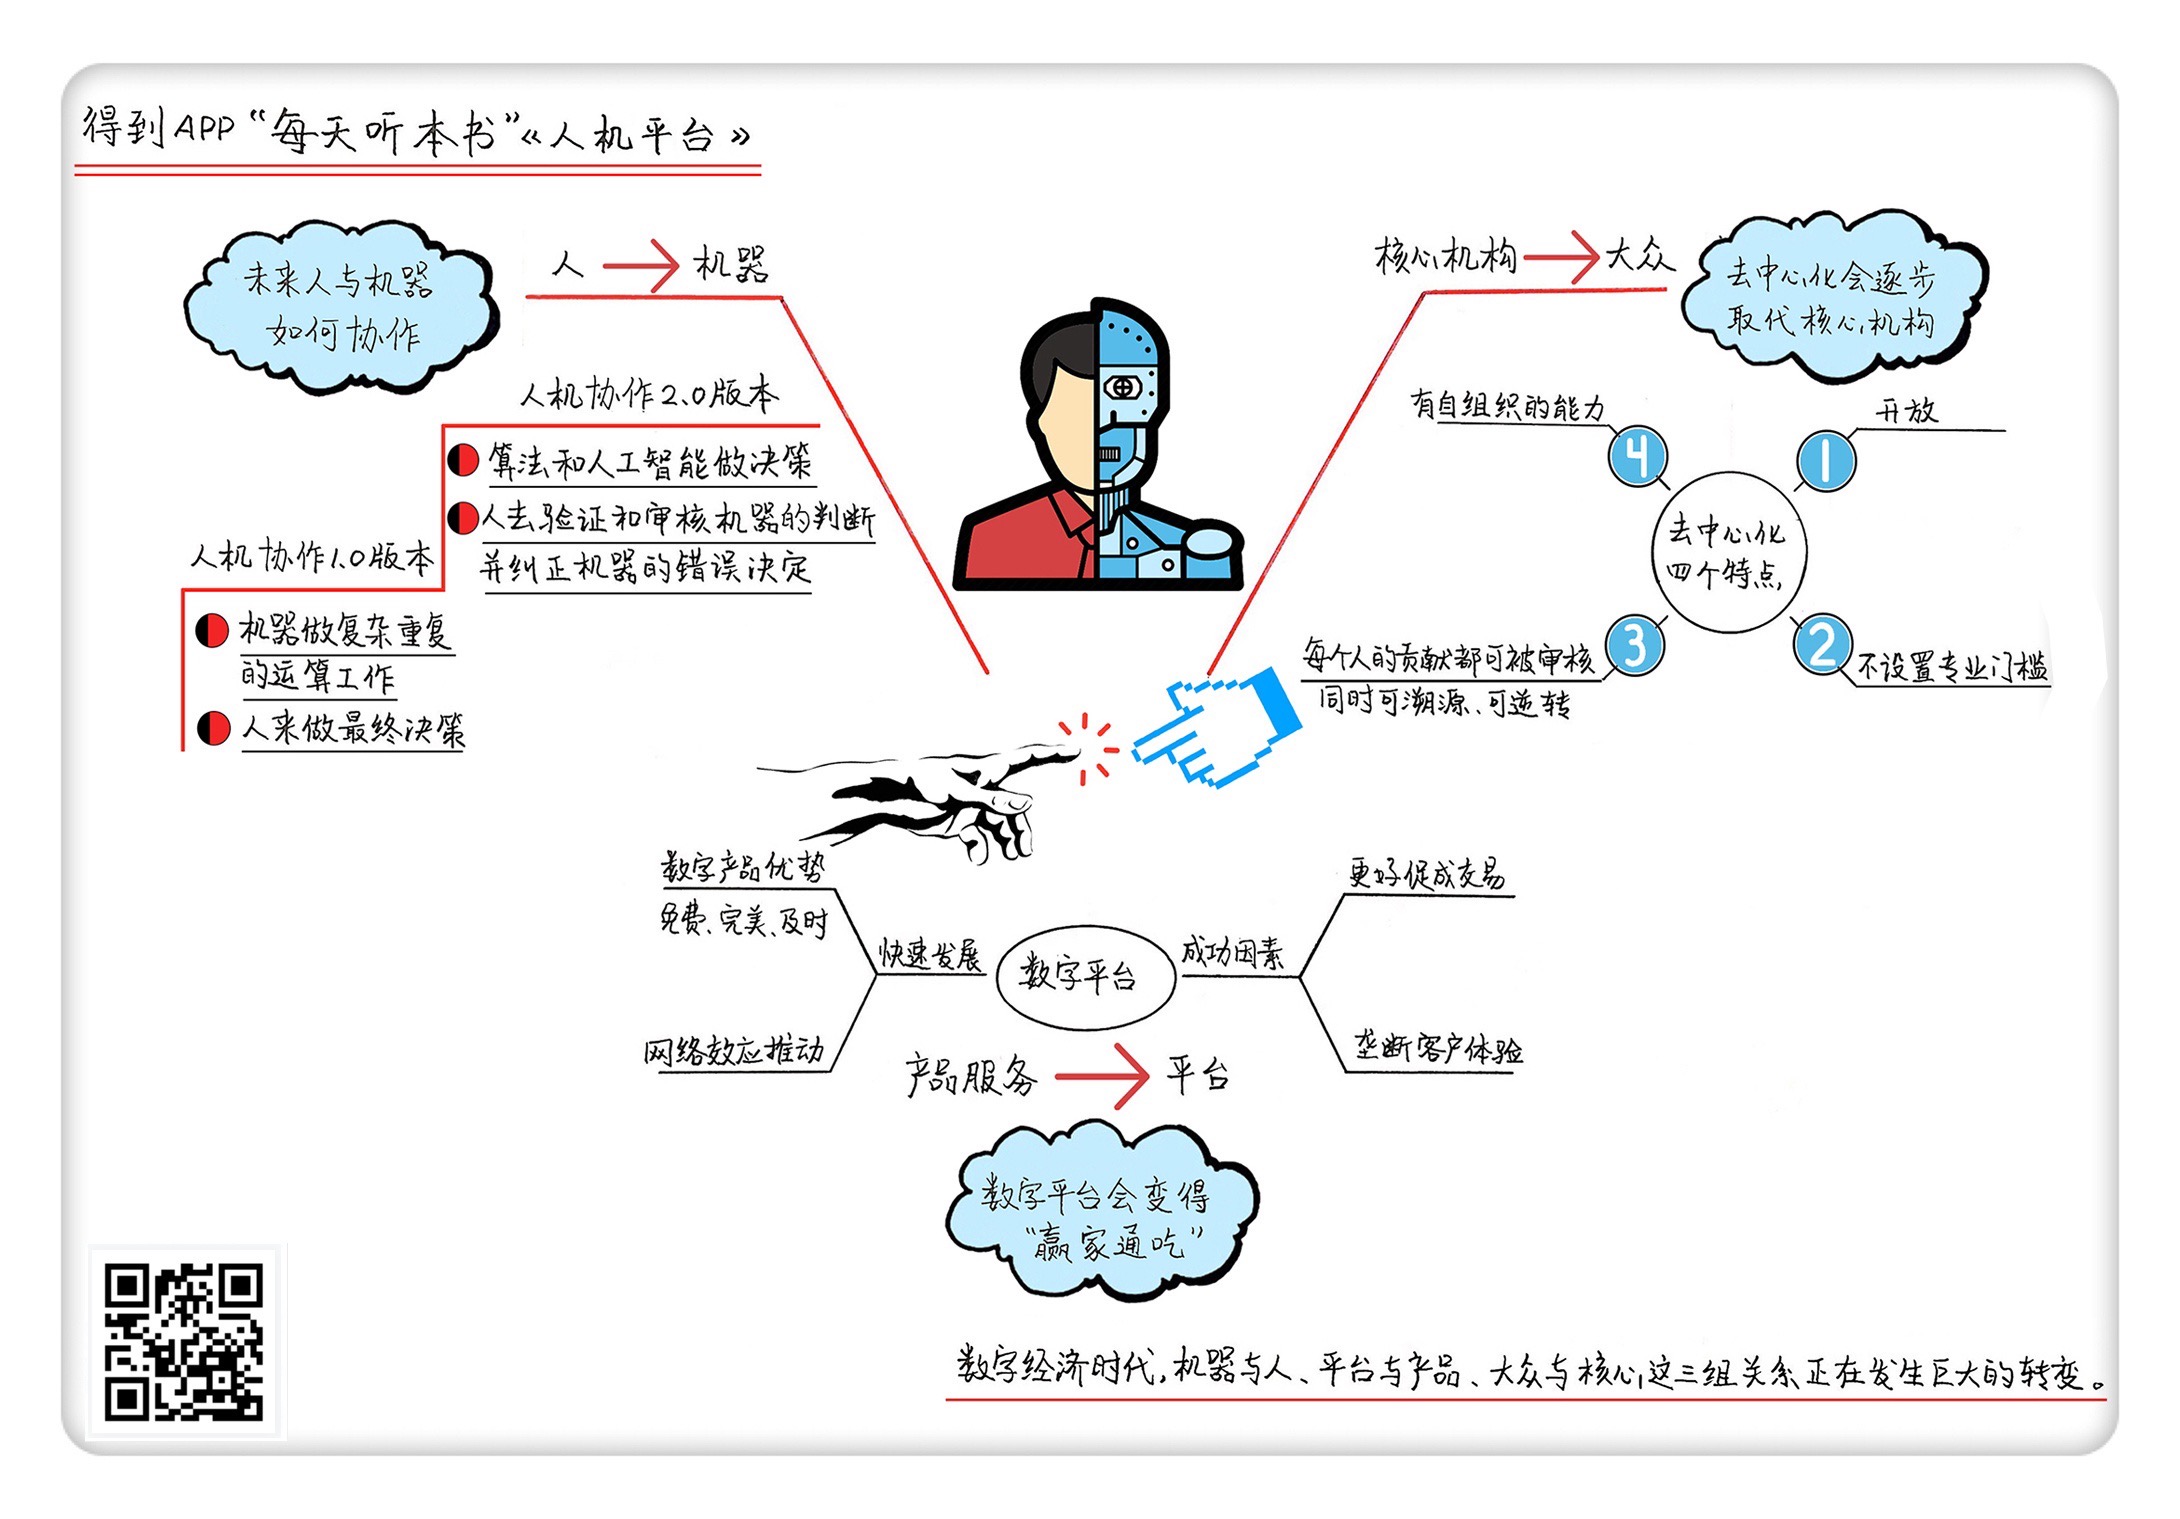 得到APP“每天听本书”《人机平台》
未来人与机器
如何协作
人 → 机器
人机协作2.0版本
算法和人工智能做决策
人去验证和审核机器的判断
并纠正机器的错误决定
人机协作1.0版本
机器做复杂重复
的运算工作
人来做最终决策
核心机构 → 大众
去中心化会逐步
取代核心机构
去中心化
四个特点
1
开放
2
不设置专业门槛
3
每个人的贡献都可被审核
同时可溯源、可逆转
4
有自组织的能力
数字平台
快速发展
数字产品优势
免费、完美、及时
网络效应推动
成功因素
更好促成交易
垄断客户体验
产品服务 → 平台
数字平台会变得
“赢家通吃”
数字经济时代,机器与人、平台与产品、大众与核心这三组关系正在发生巨大的转变。